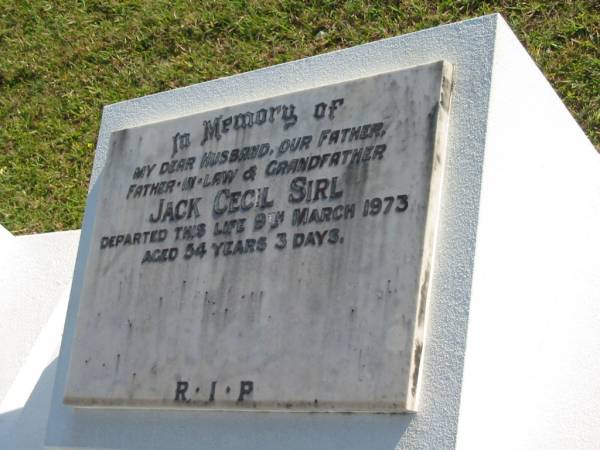 In Memory of
MY DEAR HUSBAND, OUR FATHER,
FATHER-IN-LAW & GRANDFATHER
JACK CECIL SIRL
DEPARTED THIS LIFE 9TH MARCH 1973
AGED 54 YEARS 3 DAYS.
R·I·P